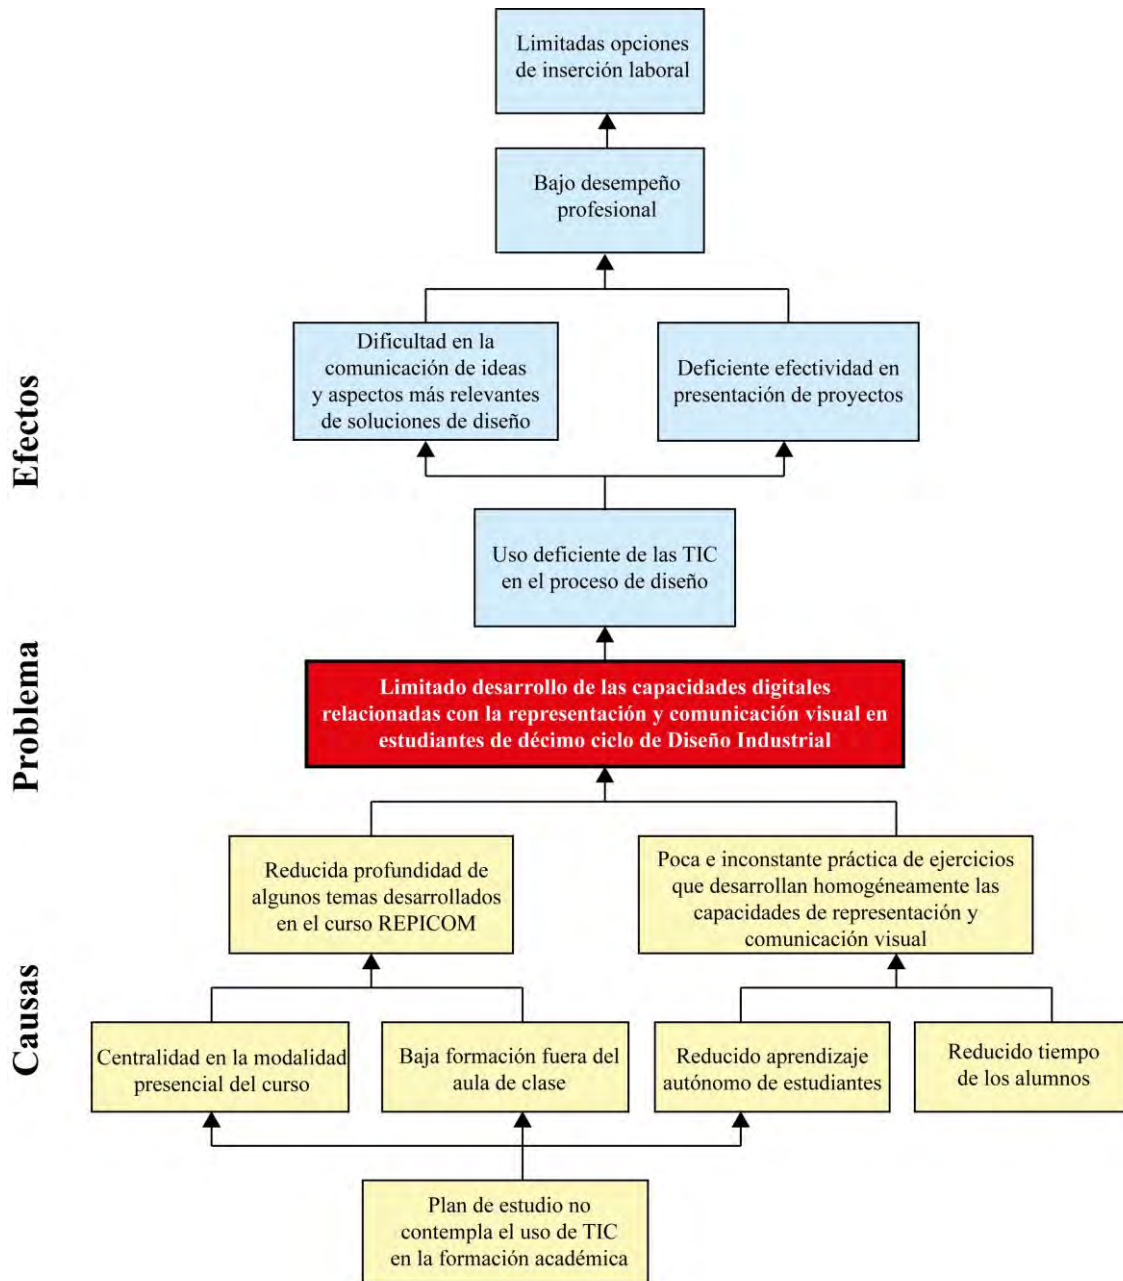 Limitadas opciones
de inserción laboral
Bajo desempeño
profesional
Efectos
Dificultad en la
comunicación de ideas
y aspectos más relevantes
de soluciones de diseño
Deficiente efectividad en
presentación de proyectos
Uso deficiente de las TIC
en el proceso de diseño
Problema
Limitado desarrollo de las capacidades digitales
relacionadas con la representación y comunicación visual en
estudiantes de décimo ciclo de Diseño Industrial
Causas
Reducida profundidad de
algunos temas desarrollados
en el curso REPICOM
Poca e inconstante práctica de ejercicios
que desarrollan homogéneamente las
capacidades de representación y
comunicación visual
Centralidad en la modalidad
presencial del curso
Baja formación fuera del
aula de clase
Reducido aprendizaje
autónomo de estudiantes
Reducido tiempo
de los alumnos
Plan de estudio no
contempla el uso de TIC
en la formación académica